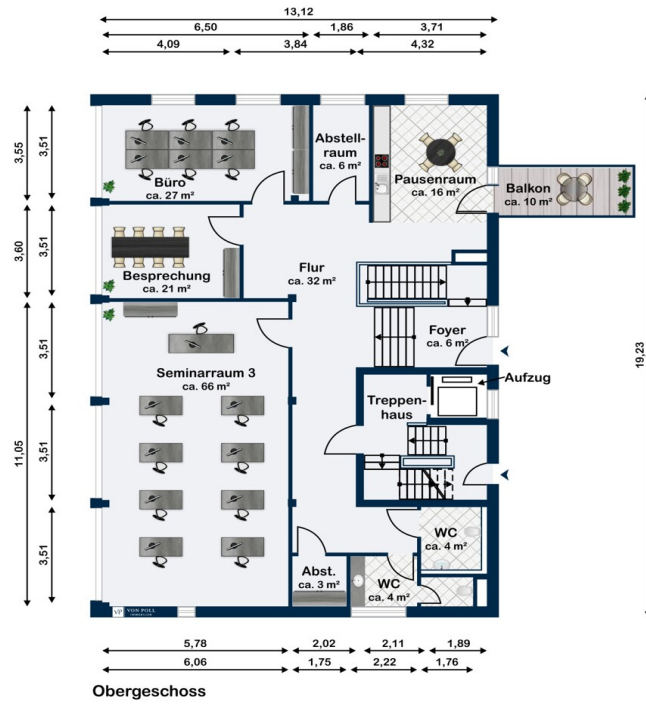 13,12
6,50
1,86
3,71
4,09
3,84
4,32
3,55
3,51
3,60
3,51
11,05
3,51
3,51
3,51
19,23
Büro
ca. 27 m²
Abstell-
raum
ca. 6 m²
Pausenraum
ca. 16 m²
Balkon
ca. 10 m²
Besprechung
ca. 21 m²
Flur
ca. 32 m²
Foyer
ca. 6 m²
Seminarraum 3
ca. 66 m²
Aufzug
Treppen-
haus
WC
ca. 4 m²
Abst.
ca. 3 m²
WC
ca. 4 m²
VP VON POLL
IMMOBILIEN
5,78
2,02
2,11
1,89
6,06
1,75
2,22
1,76
Obergeschoss